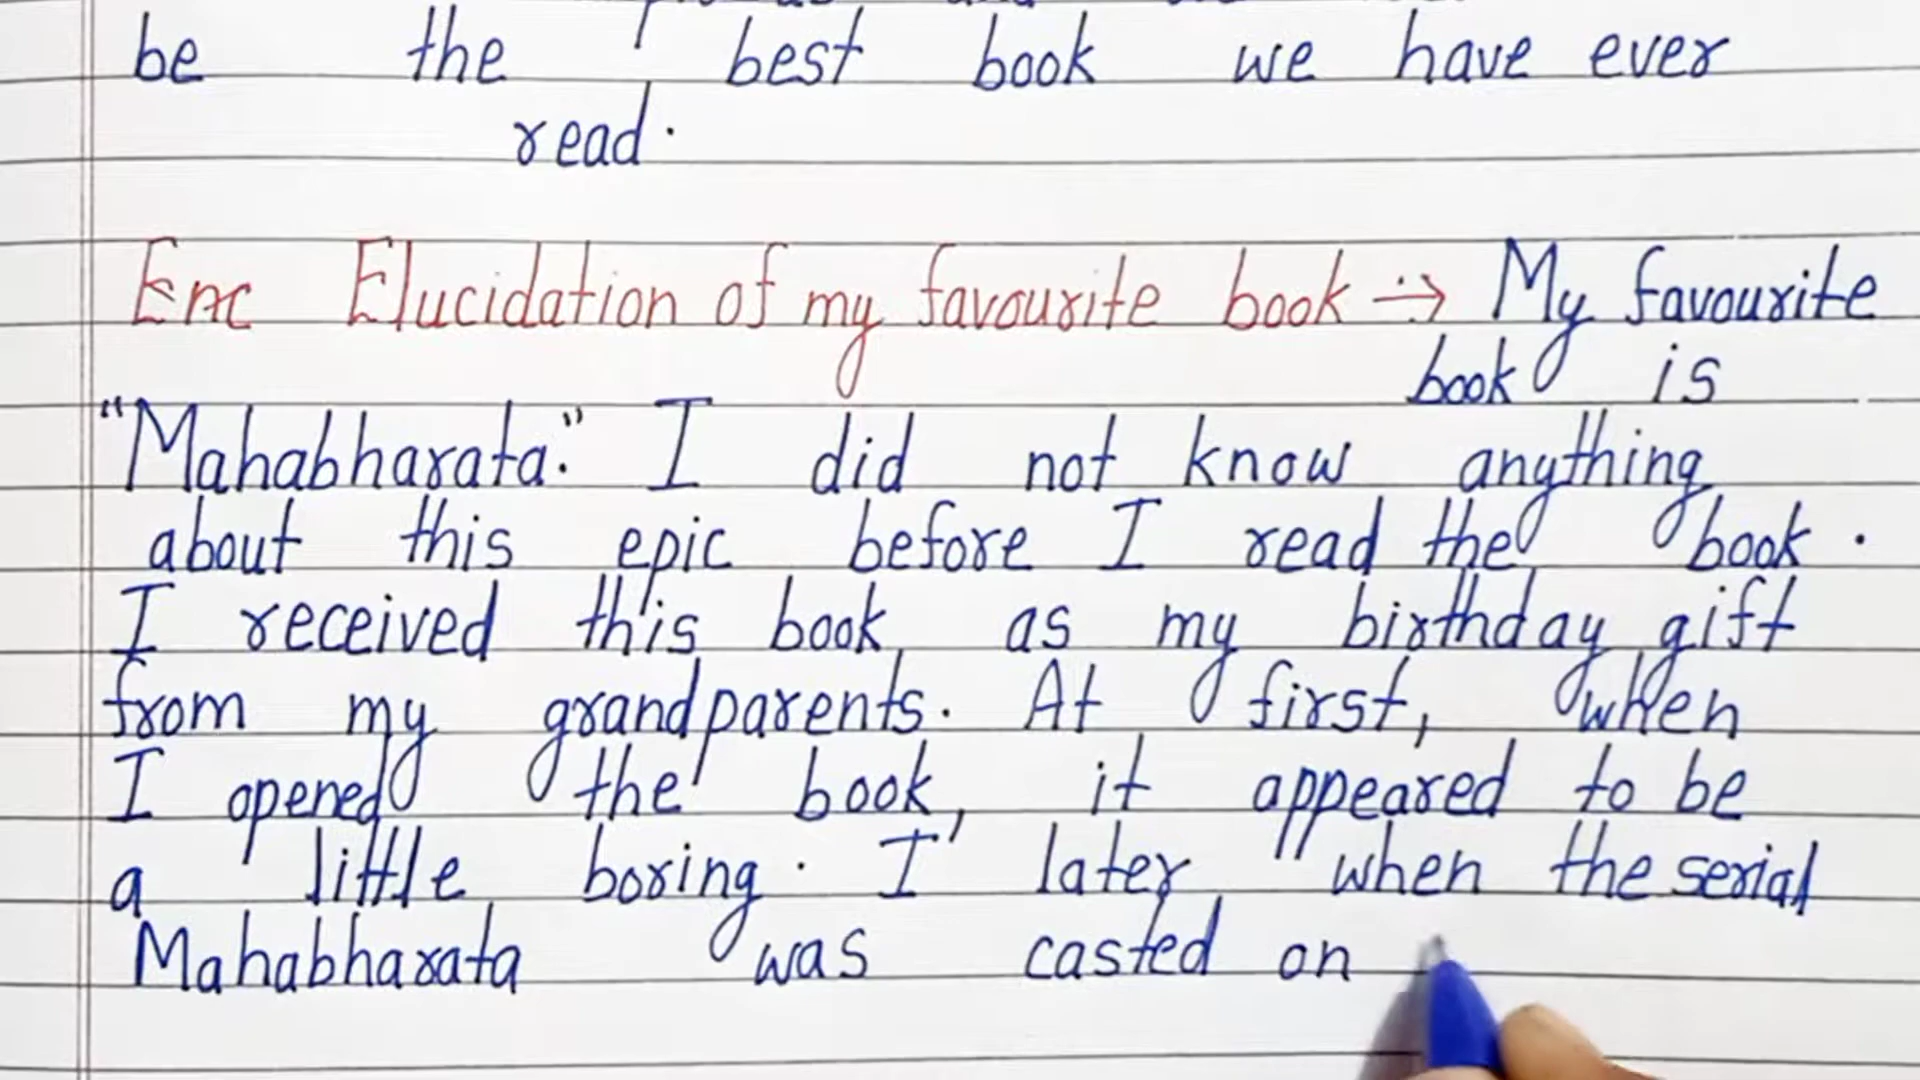 be the best book we have ever
read.
Enc Elucidation of my favourite book → My favourite
book is
"Mahabharata." I did not know anything
about this epic before I read the book.
I received this book as my birthday gift
from my grandparents. At first, when
I opened the book, it appeared to be
a little boring. I later when the serial
Mahabharata was casted on